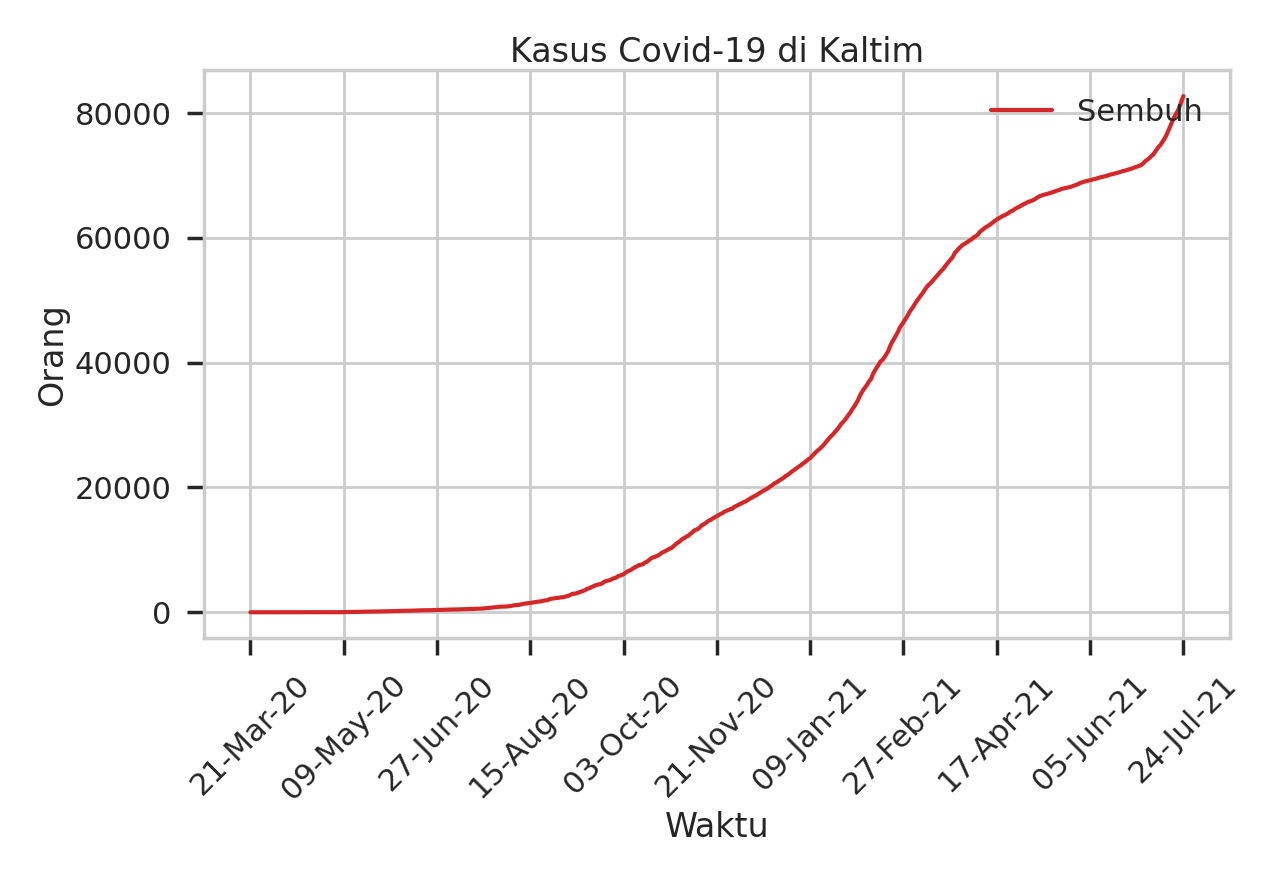 Kasus Covid-19 di Kaltim
Sembuh
80000
60000
40000
20000
0
Orang
21-Mar-20
09-May-20
27-Jun-20
15-Aug-20
03-Oct-20
21-Nov-20
09-Jan-21
27-Feb-21
17-Apr-21
05-Jun-21
24-Jul-21
Waktu